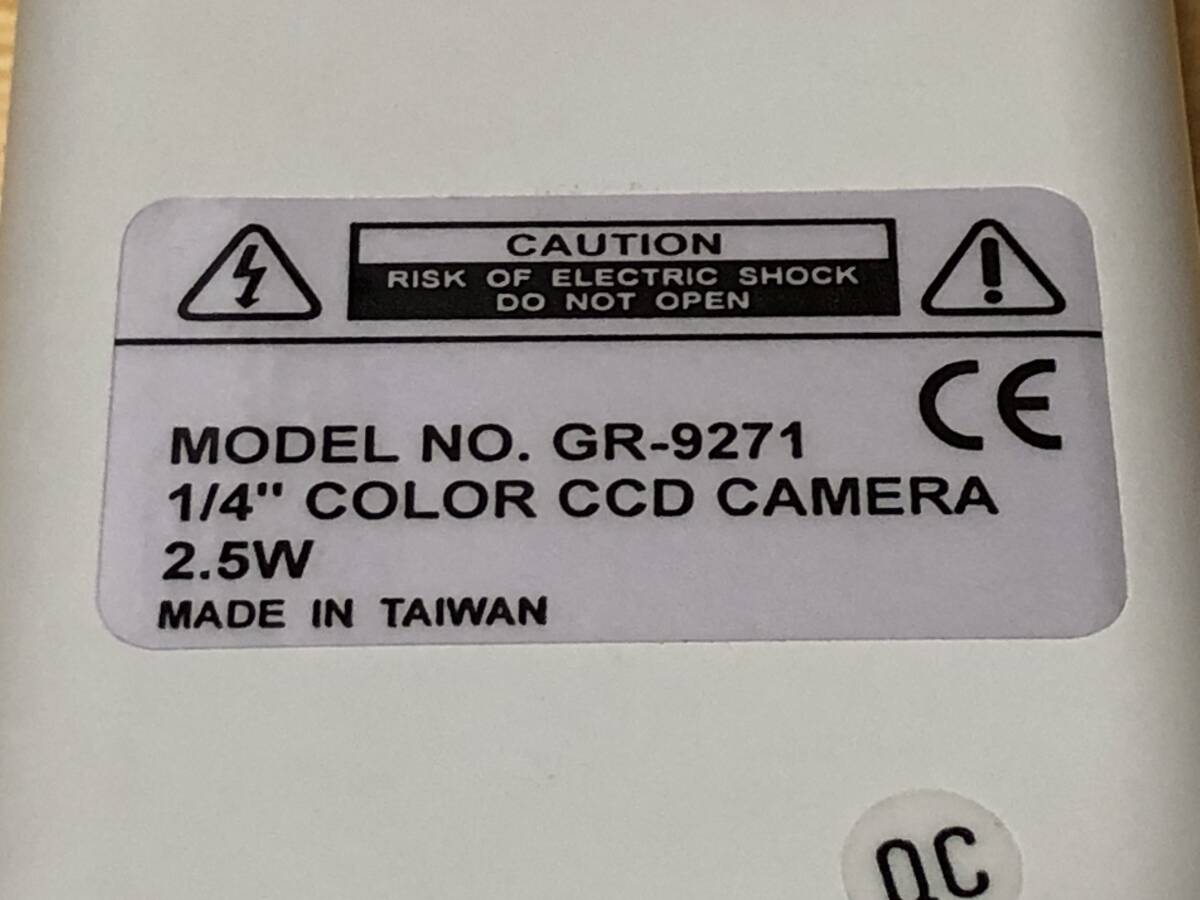 CAUTION
RISK OF ELECTRIC SHOCK
DO NOT OPEN
CE
MODEL NO. GR-9271
1/4" COLOR CCD CAMERA
2.5W
MADE IN TAIWAN
QC